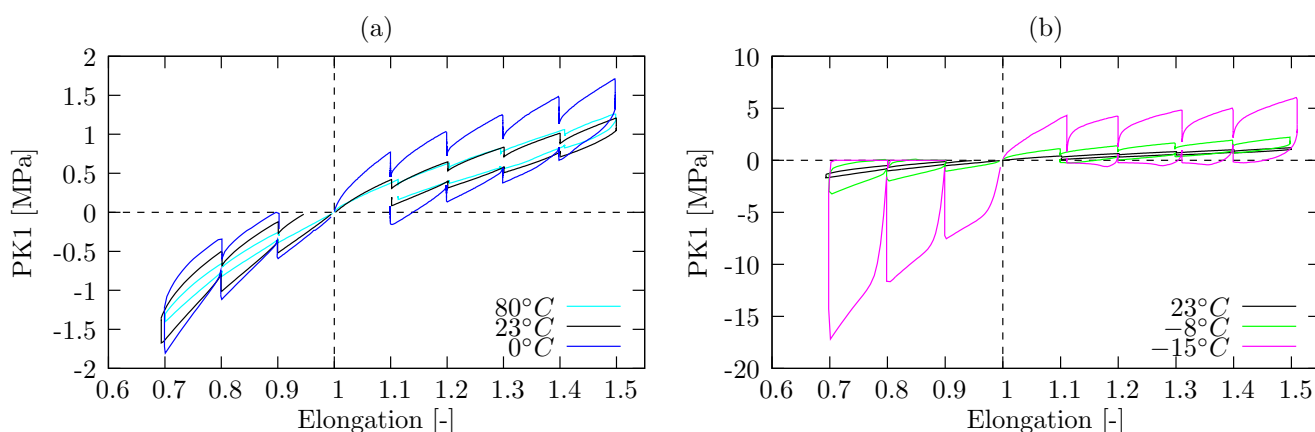 (a)
PK1 [MPa]
2
1.5
1
0.5
0
-0.5
-1
-1.5
-2
80°C
23°C
0°C
0.6 0.7 0.8 0.9 1 1.1 1.2 1.3 1.4 1.5
Elongation [-]
(b)
PK1 [MPa]
10
5
0
-5
-10
-15
-20
23°C
−8°C
−15°C
0.6 0.7 0.8 0.9 1 1.1 1.2 1.3 1.4 1.5
Elongation [-]